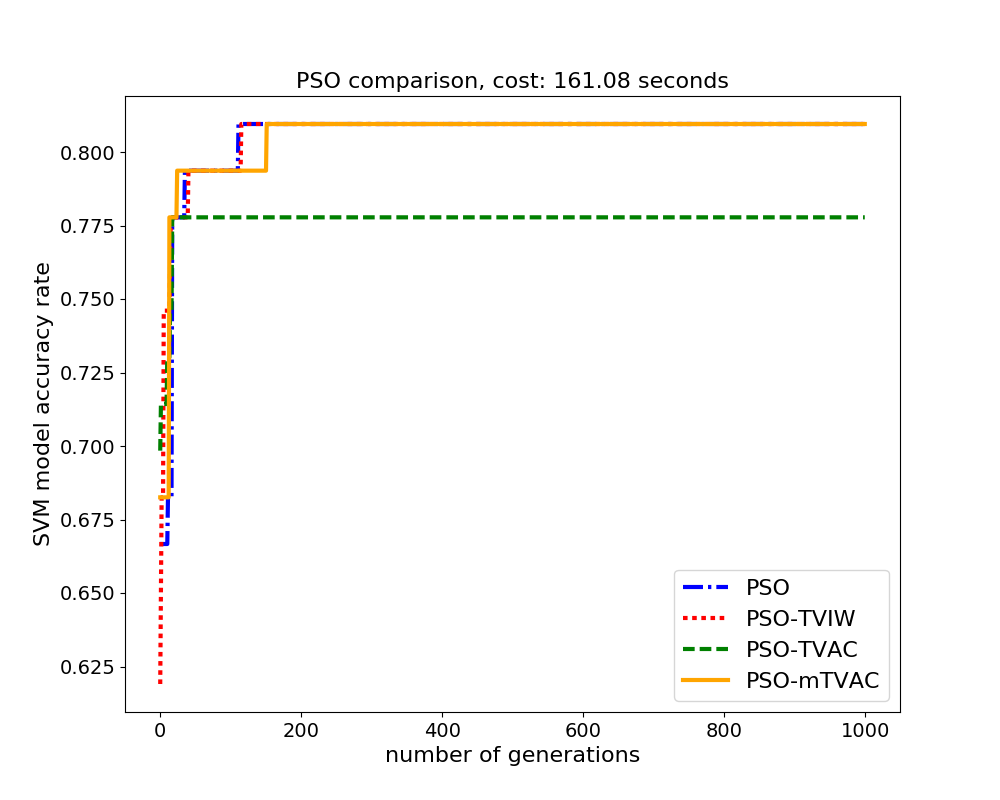 PSO comparison, cost: 161.08 seconds
SVM model accuracy rate
0.800
0.775
0.750
0.725
0.700
0.675
0.650
0.625
0 200 400 600 800 1000
number of generations
PSO
PSO-TVIW
PSO-TVAC
PSO-mTVAC